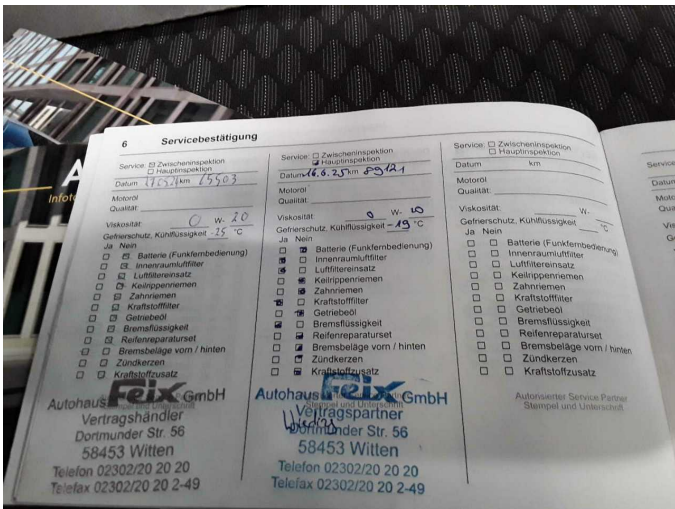 6 Servicebestätigung
Service: ☒ Zwischeninspektion
☐ Hauptinspektion
Datum km 65503
Motoröl
Qualität:
Viskosität: 0 W- 20
Gefrierschutz, Kühlflüssigkeit -25 °C
Ja Nein
Batterie (Funkfernbedienung)
Innenraumluftfilter
Luftfiltereinsatz
Keilrippenriemen
Zahnriemen
Kraftstofffilter
Getriebeöl
Bremsflüssigkeit
Reifenreparaturset
Bremsbeläge vorn / hinten
Zündkerzen
Kraftstoffzusatz
Autohaus Feix GmbH
Vertragshändler
Dortmunder Str. 56
58453 Witten
Telefon 02302/20 20 20
Telefax 02302/20 20 2-49
Service: ☐ Zwischeninspektion
Hauptinspektion
Datum 16.6.25 km 89121
Motoröl
Qualität:
Viskosität: 0 W- 20
Gefrierschutz, Kühlflüssigkeit -19 °C
Ja Nein
Batterie (Funkfernbedienung)
Innenraumluftfilter
Luftfiltereinsatz
Keilrippenriemen
Zahnriemen
Kraftstofffilter
Getriebeöl
Bremsflüssigkeit
Reifenreparaturset
Bremsbeläge vorn / hinten
Zündkerzen
Kraftstoffzusatz
Stempel und Unterschrift
Autohaus Feix GmbH
Vertragspartner
Dortmunder Str. 56
58453 Witten
Telefon 02302/20 20 20
Telefax 02302/20 20 2-49
Service: ☐ Zwischeninspektion
☐ Hauptinspektion
Datum km
Motoröl
Qualität:
Viskosität: W-
Gefrierschutz, Kühlflüssigkeit °C
Ja Nein
☐ ☐ Batterie (Funkfernbedienung)
☐ ☐ Innenraumluftfilter
☐ ☐ Luftfiltereinsatz
☐ ☐ Keilrippenriemen
☐ ☐ Zahnriemen
☐ ☐ Kraftstofffilter
☐ ☐ Getriebeöl
☐ ☐ Bremsflüssigkeit
☐ ☐ Reifenreparaturset
☐ ☐ Bremsbeläge vorn / hinten
☐ ☐ Zündkerzen
☐ ☐ Kraftstoffzusatz
Autorisierter Service Partner
Stempel und Unterschrift
Service